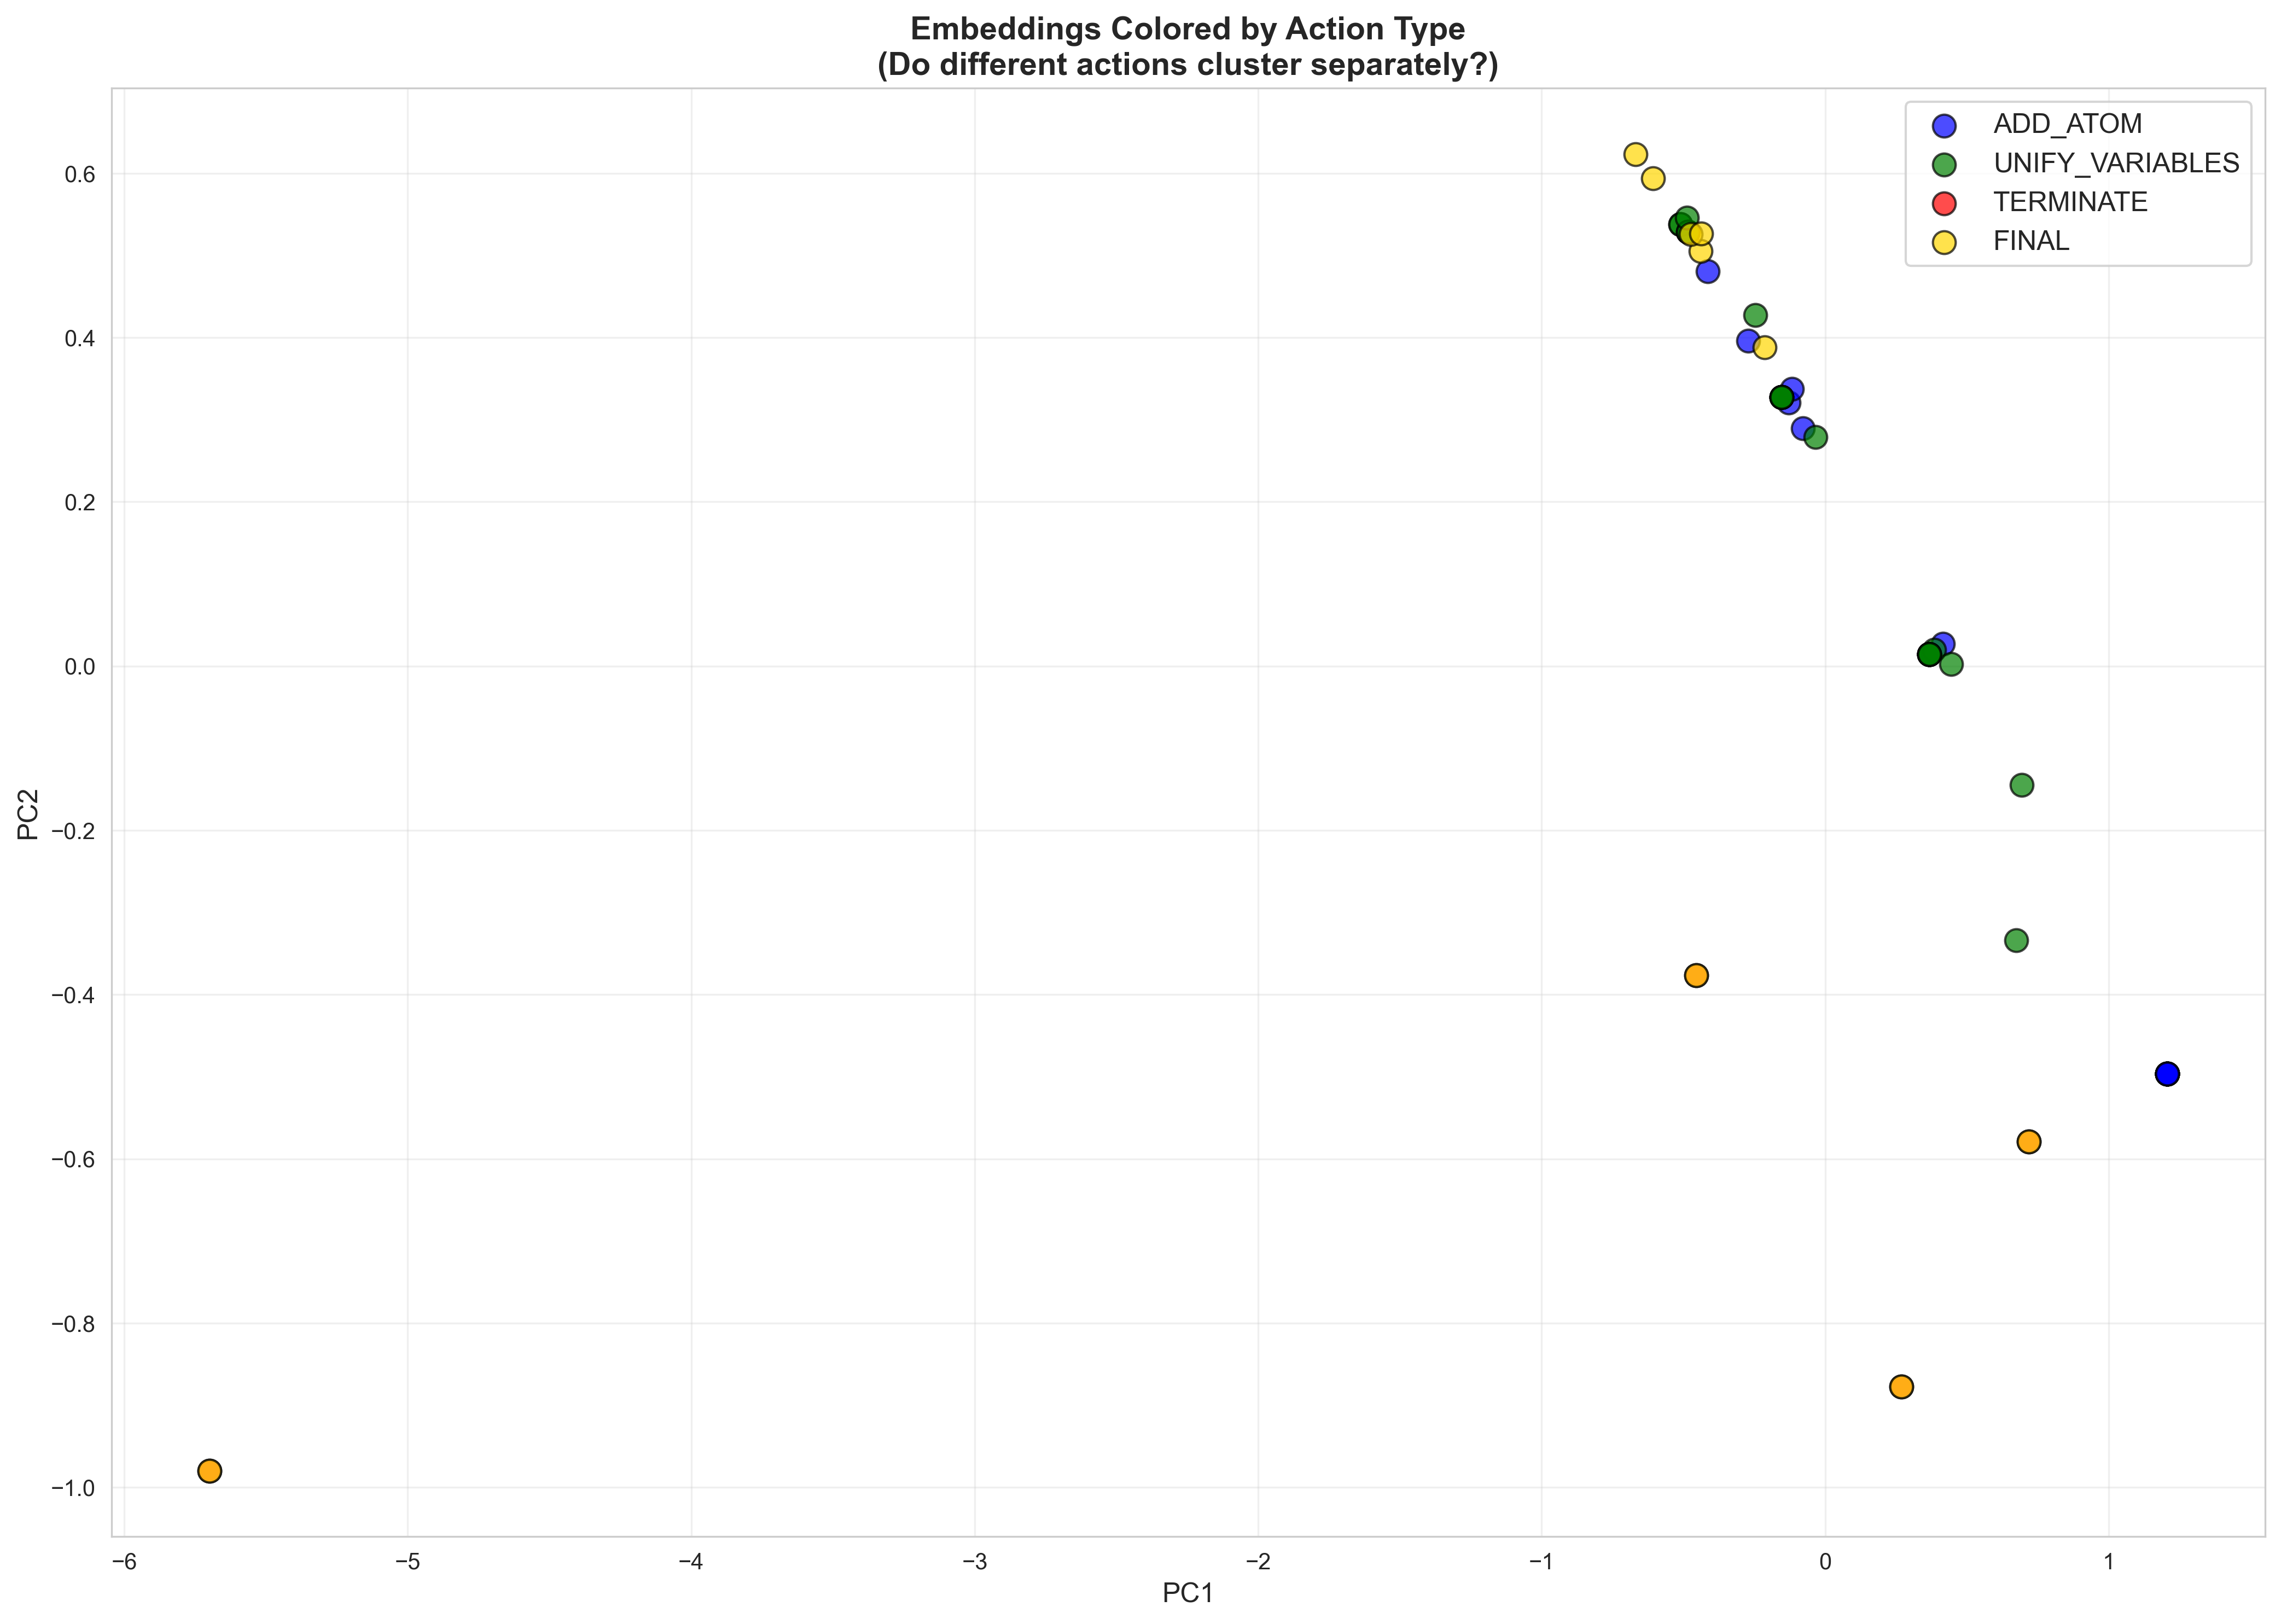 Embeddings Colored by Action Type
(Do different actions cluster separately?)
ADD_ATOM
UNIFY_VARIABLES
TERMINATE
FINAL
0.6
0.4
0.2
0.0
−0.2
−0.4
−0.6
−0.8
−1.0
PC2
−6 −5 −4 −3 −2 −1 0 1
PC1